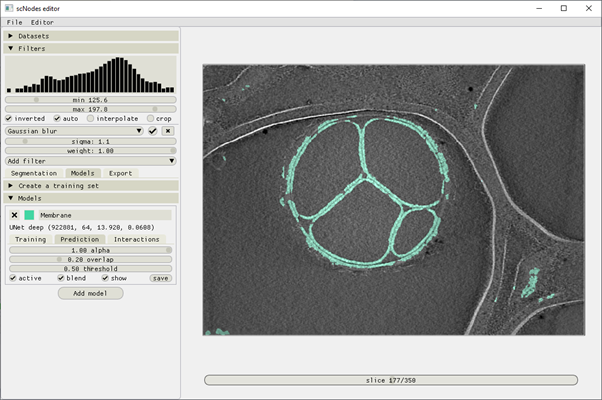 scNodes editor
File Editor
Datasets
Filters
min 125.6
max 197.8
inverted auto interpolate crop
Gaussian blur
sigma: 1.1
weight: 1.00
Add filter
Segmentation Models Export
Create a training set
Models
Membrane
UNet deep (922881, 64, 13.920, 0.0680)
Training Prediction Interactions
1.00 alpha
0.20 overlap
0.50 threshold
active blend show save
Add model
slice 177/350